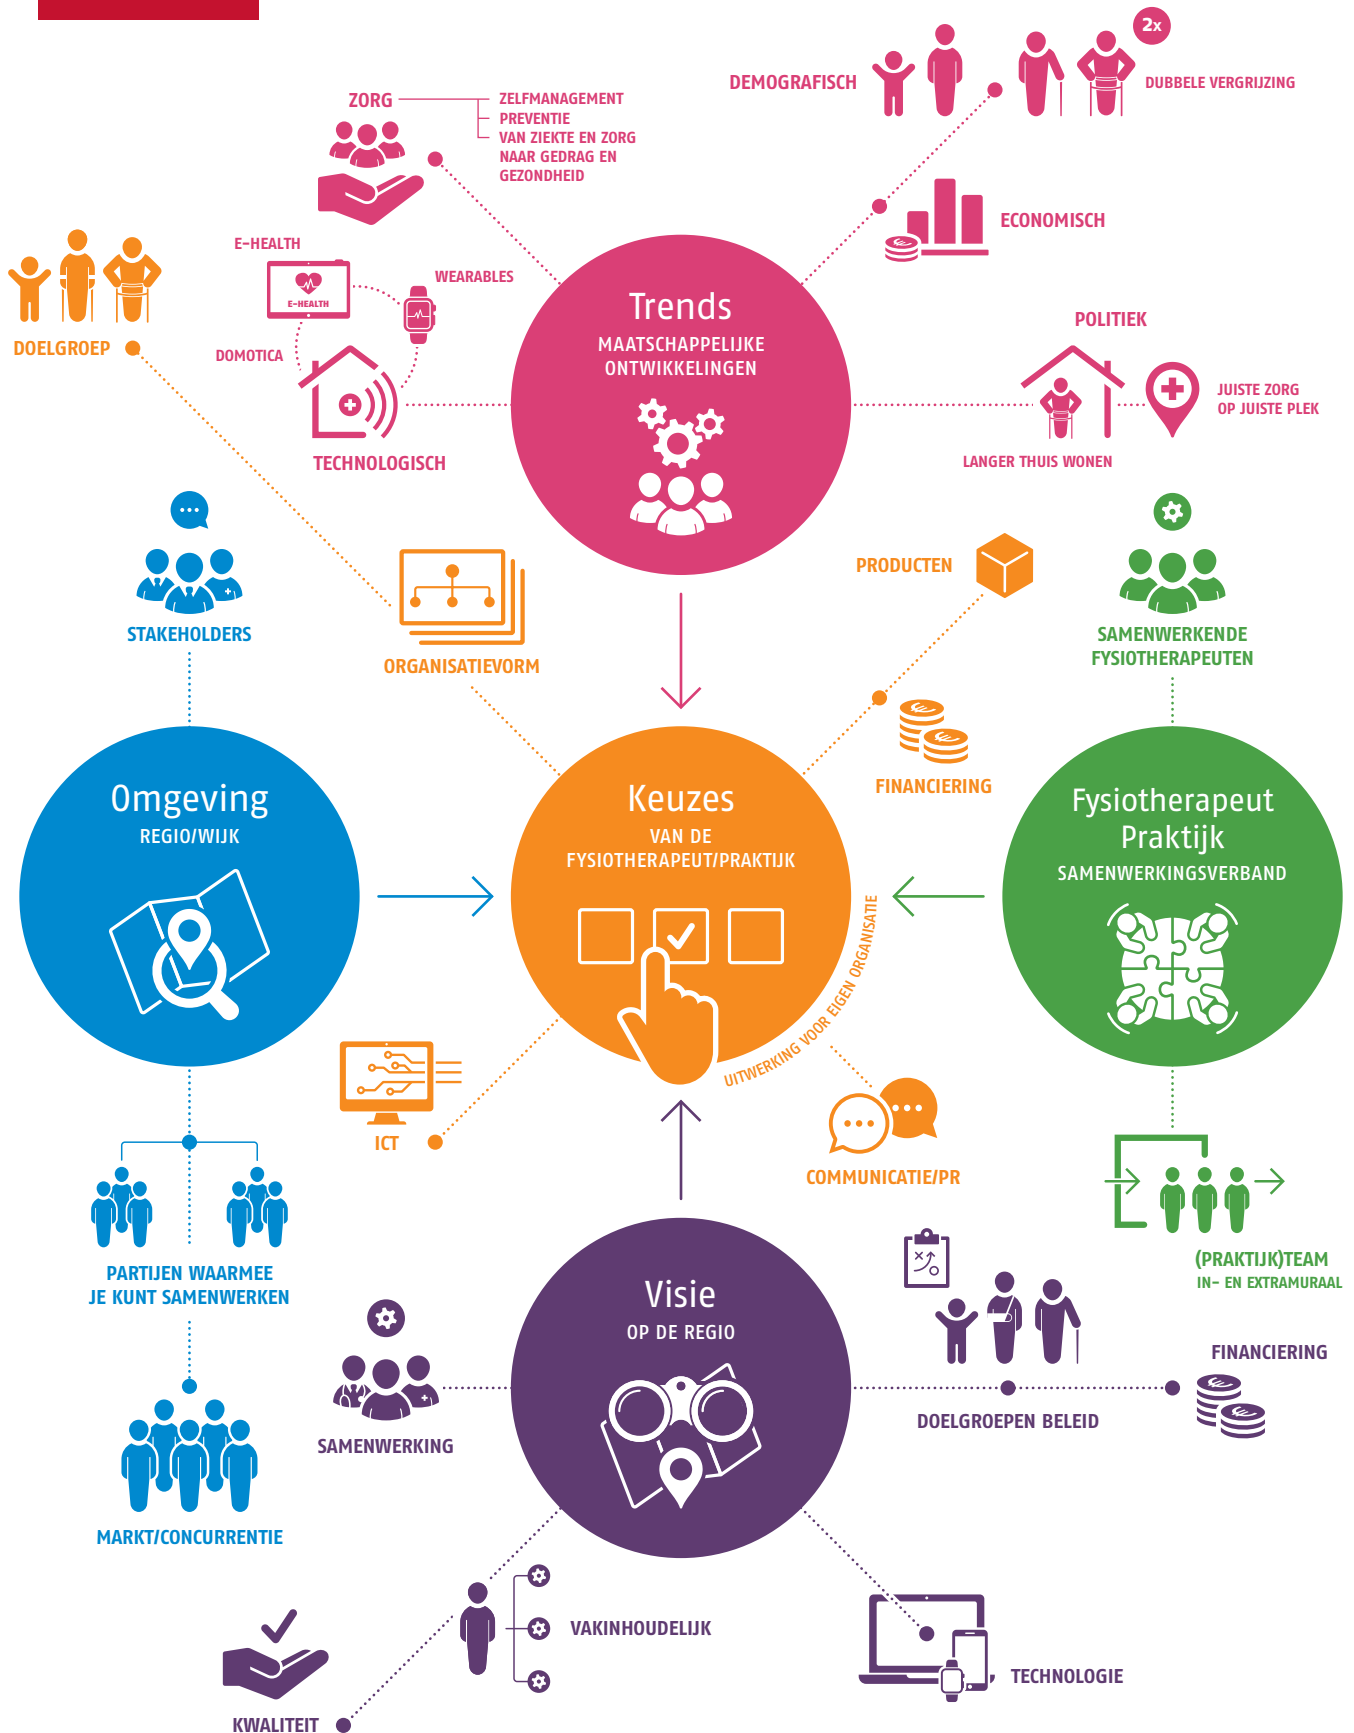 2x
DEMOGRAFISCH
DUBBELE VERGRIJZING
ZORG
ZELFMANAGEMENT
PREVENTIE
VAN ZIEKTE EN ZORG
NAAR GEDRAG EN
GEZONDHEID
ECONOMISCH
E-HEALTH
E-HEALTH
WEARABLES
DOMOTICA
TECHNOLOGISCH
Trends
MAATSCHAPPELIJKE
ONTWIKKELINGEN
POLITIEK
JUISTE ZORG
OP JUISTE PLEK
LANGER THUIS WONEN
DOELGROEP
STAKEHOLDERS
ORGANISATIEVORM
PRODUCTEN
FINANCIERING
SAMENWERKENDE
FYSIOTHERAPEUTEN
Omgeving
REGIO/WIJK
Keuzes
VAN DE
FYSIOTHERAPEUT/PRAKTIJK
UITWERKING VOOR EIGEN ORGANISATIE
Fysiotherapeut
Praktijk
SAMENWERKINGSVERBAND
ICT
COMMUNICATIE/PR
PARTIJEN WAARMEE
JE KUNT SAMENWERKEN
MARKT/CONCURRENTIE
(PRAKTIJK)TEAM
IN- EN EXTRAMURAAL
Visie
OP DE REGIO
SAMENWERKING
DOELGROEPEN BELEID
FINANCIERING
VAKINHOUDELIJK
KWALITEIT
TECHNOLOGIE